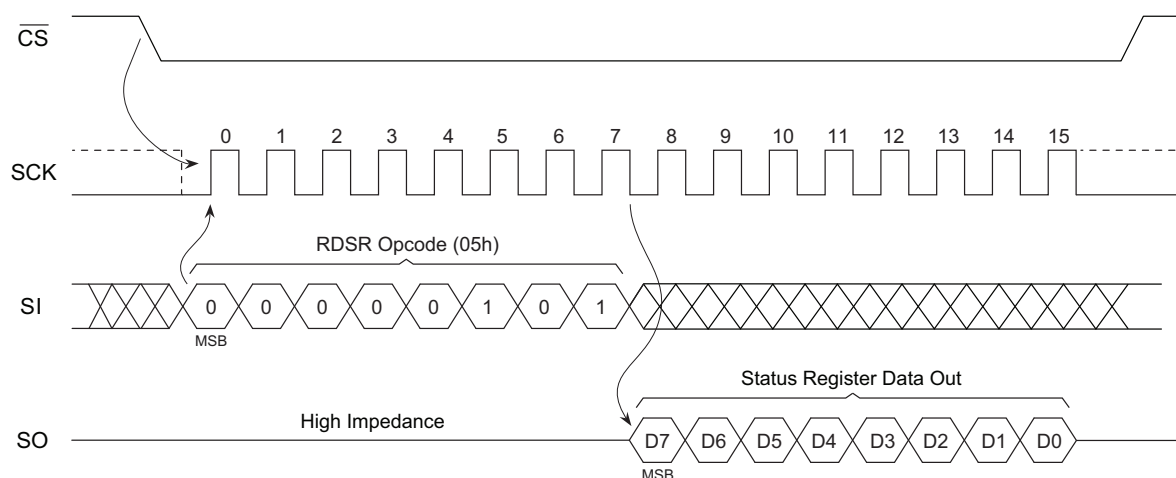 CS
0 1 2 3 4 5 6 7 8 9 10 11 12 13 14 15
SCK
RDSR Opcode (05h)
SI 0 0 0 0 0 1 0 1
MSB
Status Register Data Out
High Impedance
SO D7 D6 D5 D4 D3 D2 D1 D0
MSB